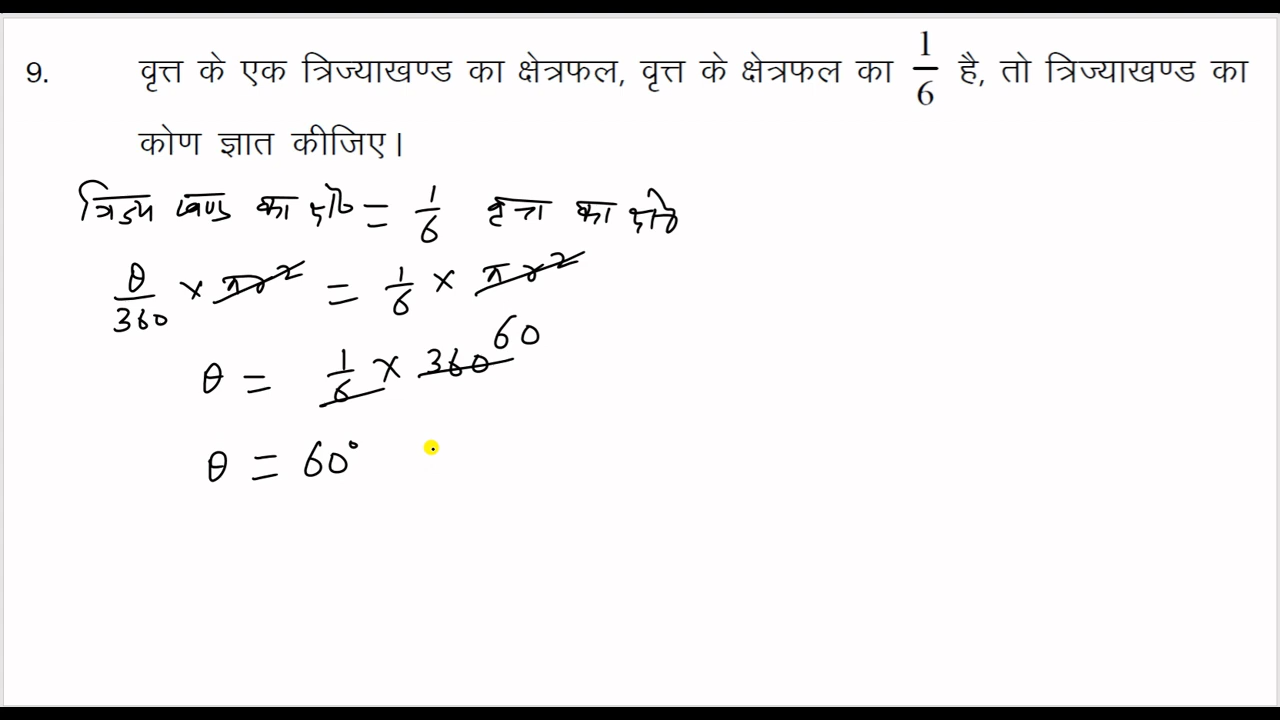 9. वृत्त के एक त्रिज्याखण्ड का क्षेत्रफल, वृत्त के क्षेत्रफल का 1/6 है, तो त्रिज्याखण्ड का
कोण ज्ञात कीजिए।
त्रिज्य खण्ड का क्षे० = 1/6 वृत्त का क्षे०
θ/360 × πr² = 1/6 × πr²
θ = 1/6 × 360 60
θ = 60°